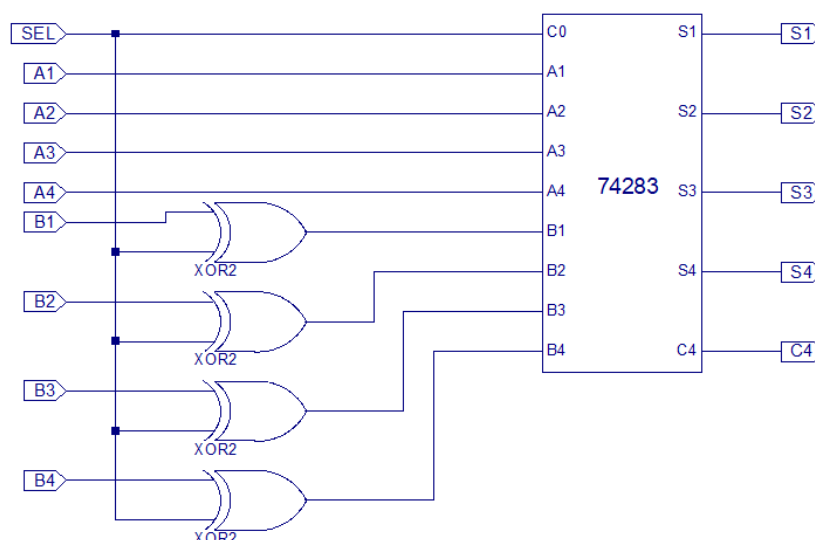 SEL C0 S1 S1
A1 A1
A2 A2 S2 S2
A3 A3
A4 A4 74283 S3 S3
B1 B1
XOR2
B2 B2 S4 S4
B3
XOR2
B3 B4 C4 C4
XOR2
B4
XOR2